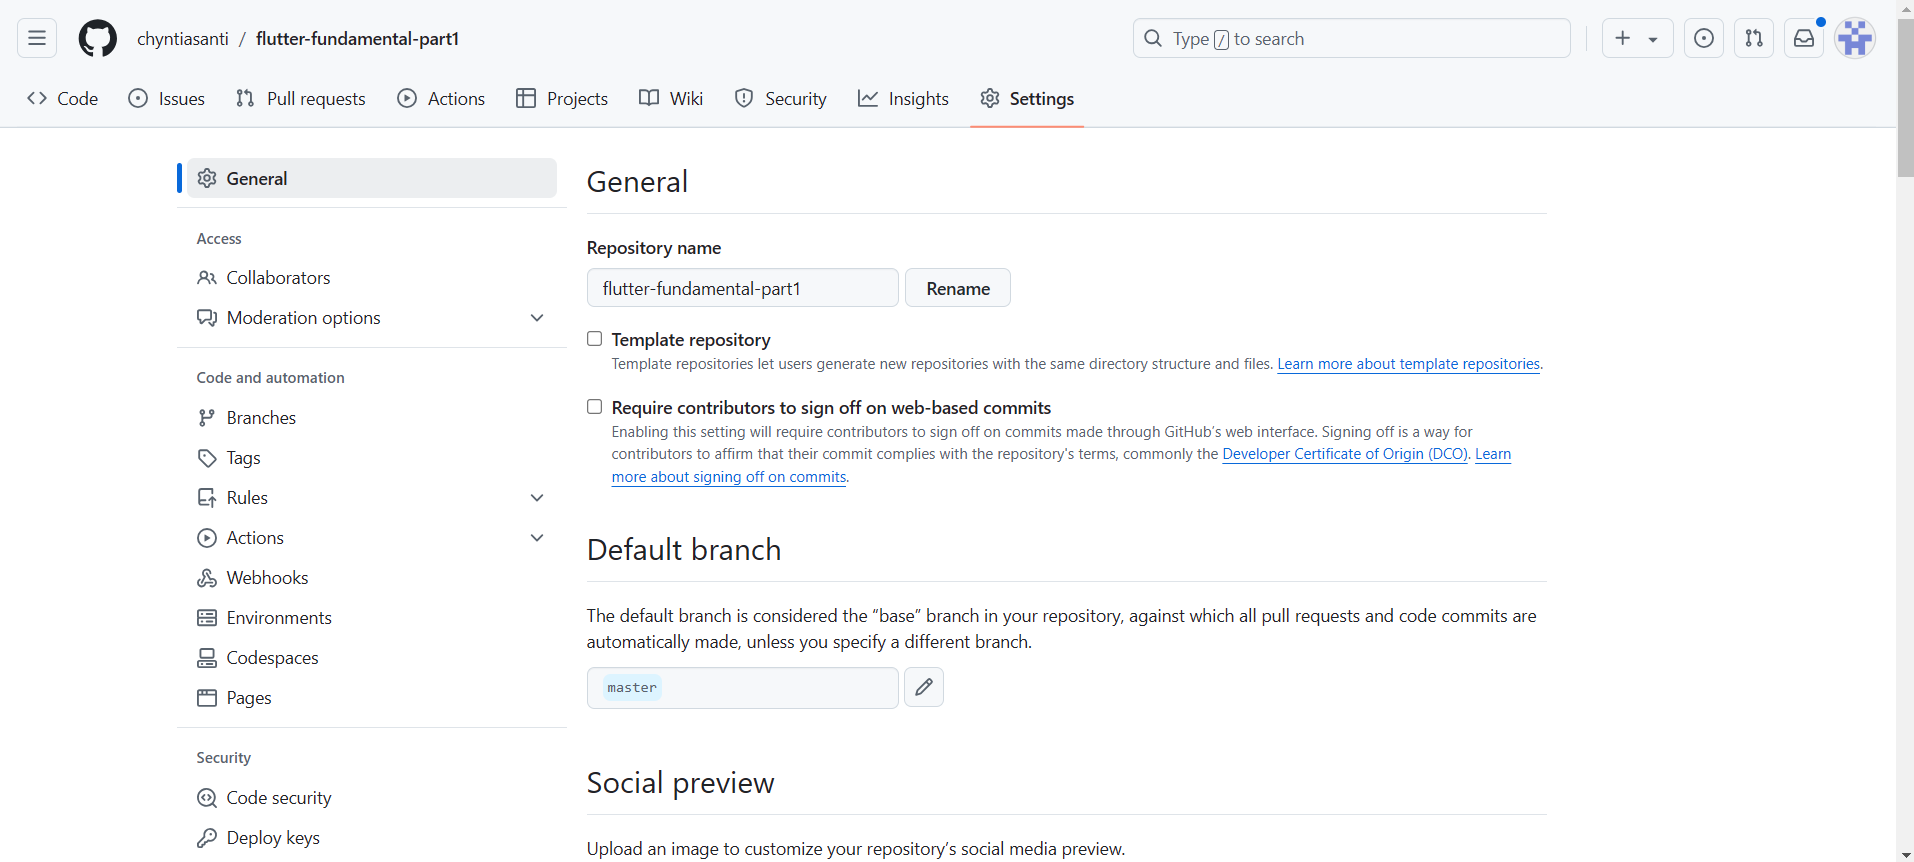 chyntiasanti / flutter-fundamental-part1
Type / to search
Code Issues Pull requests Actions Projects Wiki Security Insights Settings
General
Access
Collaborators
Moderation options
Code and automation
Branches
Tags
Rules
Actions
Webhooks
Environments
Codespaces
Pages
Security
Code security
Deploy keys
General
Repository name
flutter-fundamental-part1 Rename
Template repository
Template repositories let users generate new repositories with the same directory structure and files. Learn more about template repositories.
Require contributors to sign off on web-based commits
Enabling this setting will require contributors to sign off on commits made through GitHub’s web interface. Signing off is a way for
contributors to affirm that their commit complies with the repository's terms, commonly the Developer Certificate of Origin (DCO). Learn
more about signing off on commits.
Default branch
The default branch is considered the “base” branch in your repository, against which all pull requests and code commits are
automatically made, unless you specify a different branch.
master
Social preview
Upload an image to customize your repository’s social media preview.